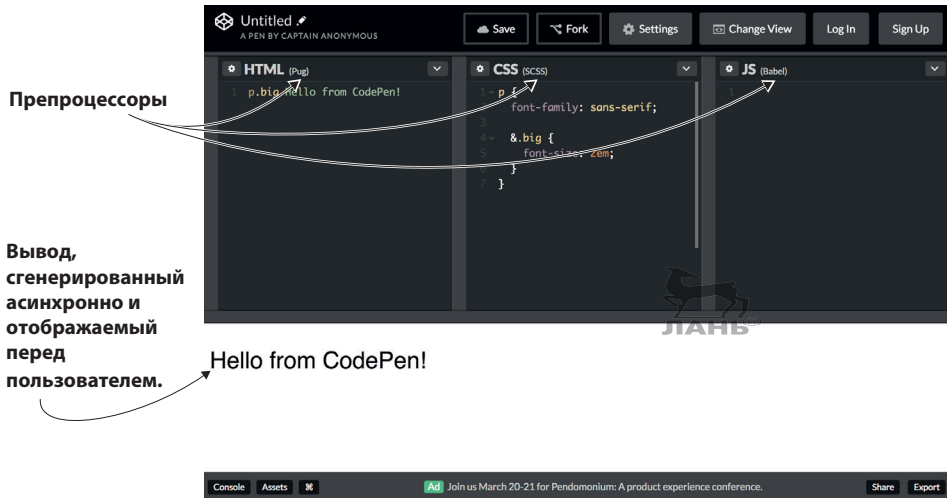 Untitled
A PEN BY CAPTAIN ANONYMOUS
Save
Fork
Settings
Change View
Log In
Sign Up
HTML (Pug)
CSS (SCSS)
JS (Babel)
Препроцессоры
1 p.big Hello from CodePen!
1 p {
font-family: sans-serif;
3
4 &.big {
5 font-size: 2em;
6 }
7 }
1
Вывод,
сгенерированный
асинхронно и
отображаемый
перед
пользователем.
ЛАНЬ®
Hello from CodePen!
Console
Assets
⌘
Ad Join us March 20-21 for Pendomonium: A product experience conference.
Share
Export